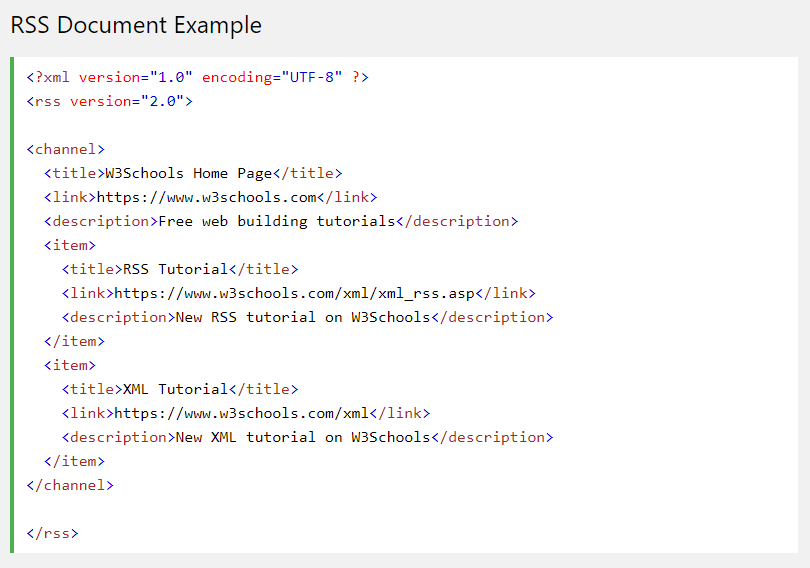 RSS Document Example
<?xml version="1.0" encoding="UTF-8" ?>
<rss version="2.0">
<channel>
<title>W3Schools Home Page</title>
<link>https://www.w3schools.com</link>
<description>Free web building tutorials</description>
<item>
<title>RSS Tutorial</title>
<link>https://www.w3schools.com/xml/xml_rss.asp</link>
<description>New RSS tutorial on W3Schools</description>
</item>
<item>
<title>XML Tutorial</title>
<link>https://www.w3schools.com/xml</link>
<description>New XML tutorial on W3Schools</description>
</item>
</channel>
</rss>